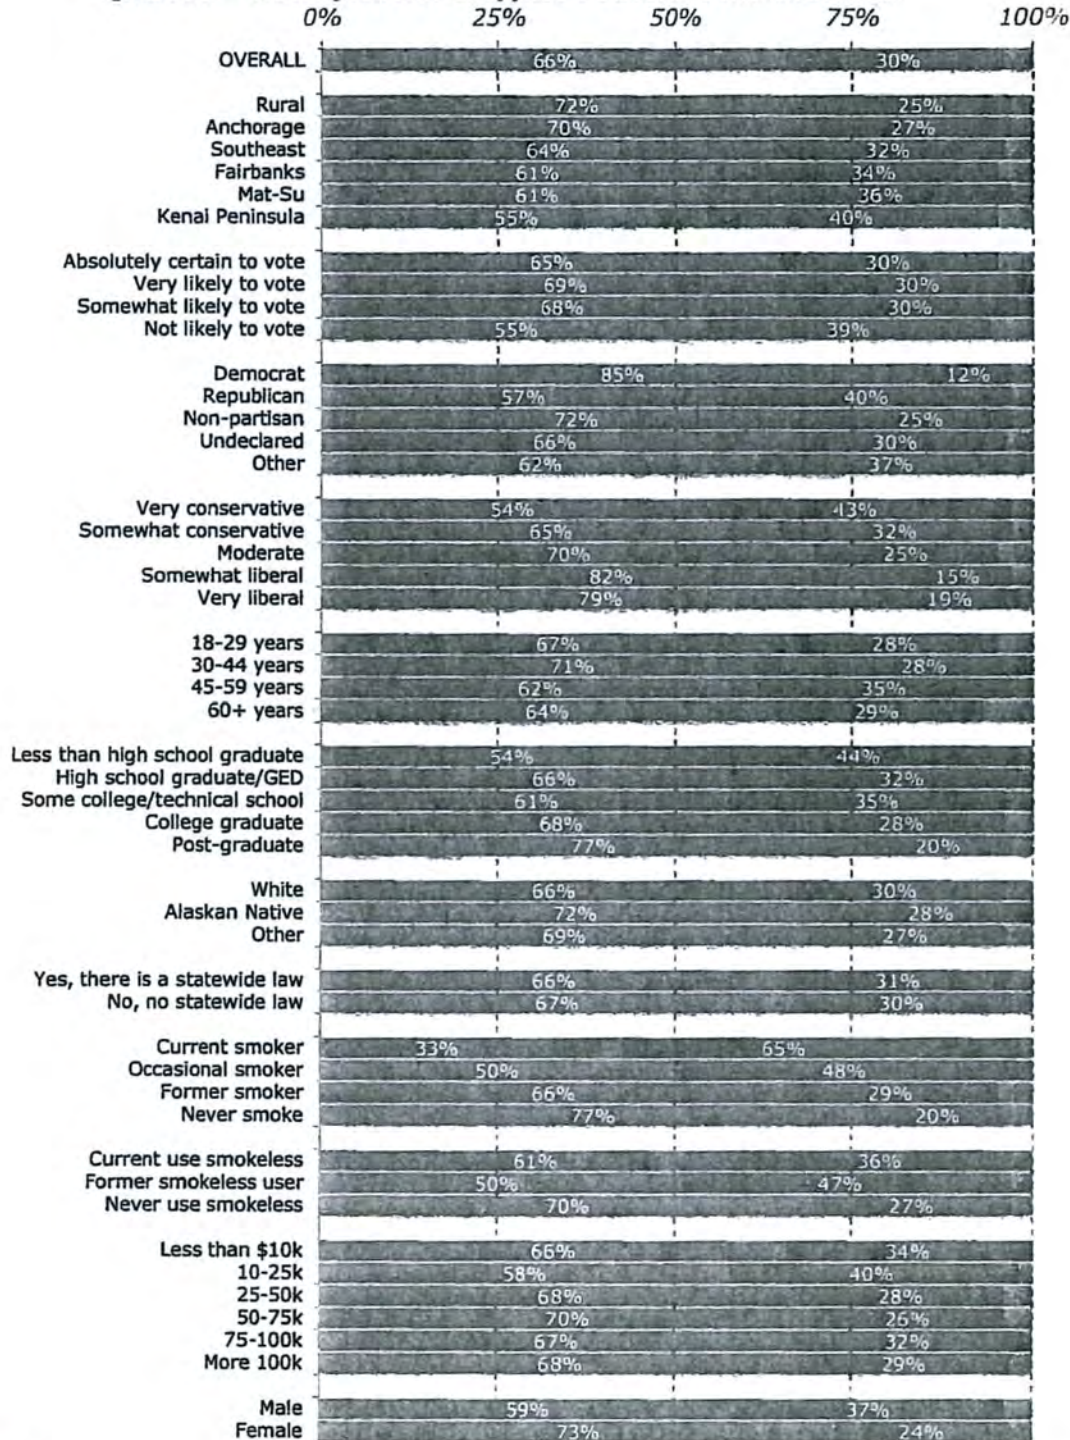 0% 25% 50% 75% 100%
OVERALL 66% 30%
Rural 72% 25%
Anchorage 70% 27%
Southeast 64% 32%
Fairbanks 61% 34%
Mat-Su 61% 36%
Kenai Peninsula 55% 40%
Absolutely certain to vote 65% 30%
Very likely to vote 69% 30%
Somewhat likely to vote 68% 30%
Not likely to vote 55% 39%
Democrat 85% 12%
Republican 57% 40%
Non-partisan 72% 25%
Undeclared 66% 30%
Other 62% 37%
Very conservative 54% 43%
Somewhat conservative 65% 32%
Moderate 70% 25%
Somewhat liberal 82% 15%
Very liberal 79% 19%
18-29 years 67% 28%
30-44 years 71% 28%
45-59 years 62% 35%
60+ years 64% 29%
Less than high school graduate 54% 44%
High school graduate/GED 66% 32%
Some college/technical school 61% 35%
College graduate 68% 28%
Post-graduate 77% 20%
White 66% 30%
Alaskan Native 72% 28%
Other 69% 27%
Yes, there is a statewide law 66% 31%
No, no statewide law 67% 30%
Current smoker 33% 65%
Occasional smoker 50% 48%
Former smoker 66% 29%
Never smoke 77% 20%
Current use smokeless 61% 36%
Former smokeless user 50% 47%
Never use smokeless 70% 27%
Less than $10k 66% 34%
10-25k 58% 40%
25-50k 68% 28%
50-75k 70% 26%
75-100k 67% 32%
More 100k 68% 29%
Male 59% 37%
Female 73% 24%